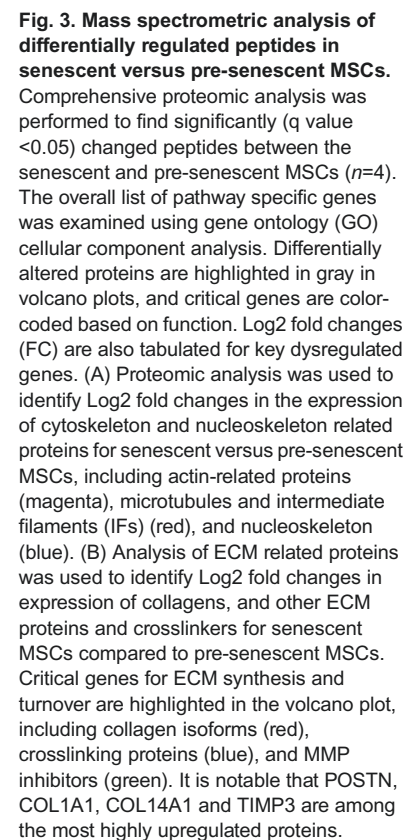 Fig. 3. Mass spectrometric analysis of
differentially regulated peptides in
senescent versus pre-senescent MSCs.
Comprehensive proteomic analysis was
performed to find significantly (q value
<0.05) changed peptides between the
senescent and pre-senescent MSCs (n=4).
The overall list of pathway specific genes
was examined using gene ontology (GO)
cellular component analysis. Differentially
altered proteins are highlighted in gray in
volcano plots, and critical genes are color-
coded based on function. Log2 fold changes
(FC) are also tabulated for key dysregulated
genes. (A) Proteomic analysis was used to
identify Log2 fold changes in the expression
of cytoskeleton and nucleoskeleton related
proteins for senescent versus pre-senescent
MSCs, including actin-related proteins
(magenta), microtubules and intermediate
filaments (IFs) (red), and nucleoskeleton
(blue). (B) Analysis of ECM related proteins
was used to identify Log2 fold changes in
expression of collagens, and other ECM
proteins and crosslinkers for senescent
MSCs compared to pre-senescent MSCs.
Critical genes for ECM synthesis and
turnover are highlighted in the volcano plot,
including collagen isoforms (red),
crosslinking proteins (blue), and MMP
inhibitors (green). It is notable that POSTN,
COL1A1, COL14A1 and TIMP3 are among
the most highly upregulated proteins.